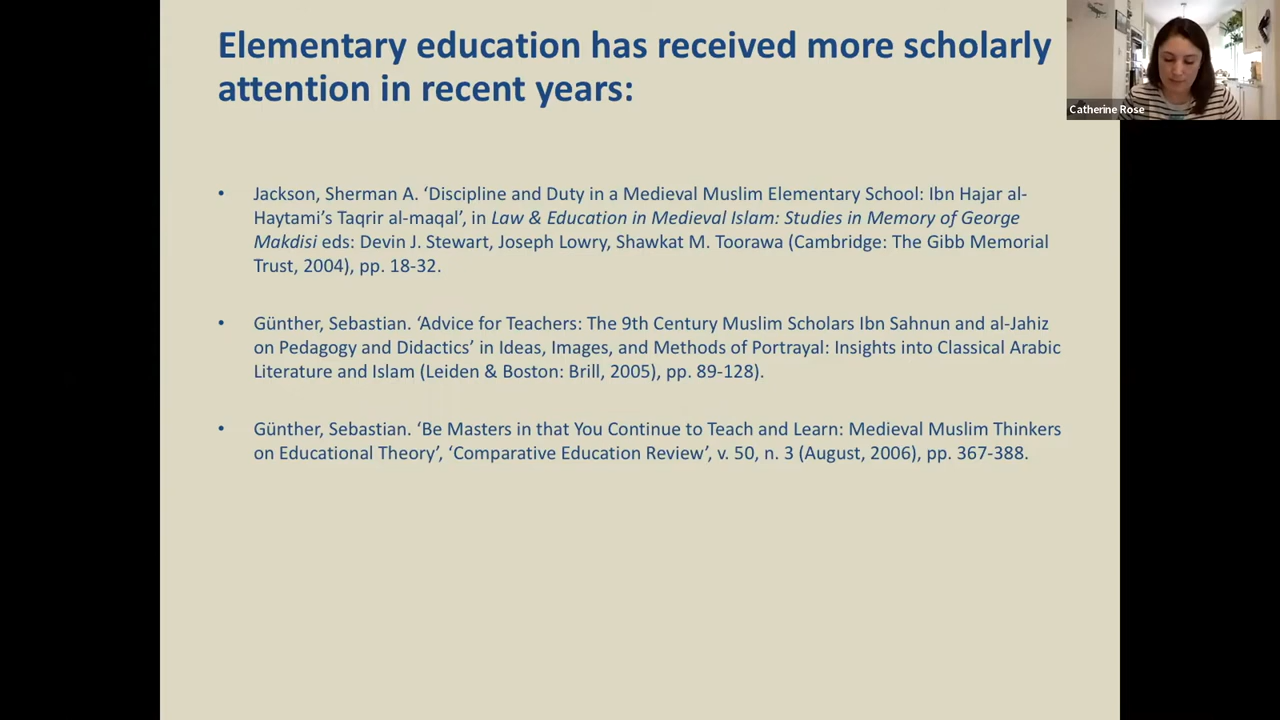 Elementary education has received more scholarly
attention in recent years:
Catherine Rose
• Jackson, Sherman A. ‘Discipline and Duty in a Medieval Muslim Elementary School: Ibn Hajar al-
Haytami’s Taqrir al-maqal’, in Law & Education in Medieval Islam: Studies in Memory of George
Makdisi eds: Devin J. Stewart, Joseph Lowry, Shawkat M. Toorawa (Cambridge: The Gibb Memorial
Trust, 2004), pp. 18-32.
• Günther, Sebastian. ‘Advice for Teachers: The 9th Century Muslim Scholars Ibn Sahnun and al-Jahiz
on Pedagogy and Didactics’ in Ideas, Images, and Methods of Portrayal: Insights into Classical Arabic
Literature and Islam (Leiden & Boston: Brill, 2005), pp. 89-128).
• Günther, Sebastian. ‘Be Masters in that You Continue to Teach and Learn: Medieval Muslim Thinkers
on Educational Theory’, ‘Comparative Education Review’, v. 50, n. 3 (August, 2006), pp. 367-388.